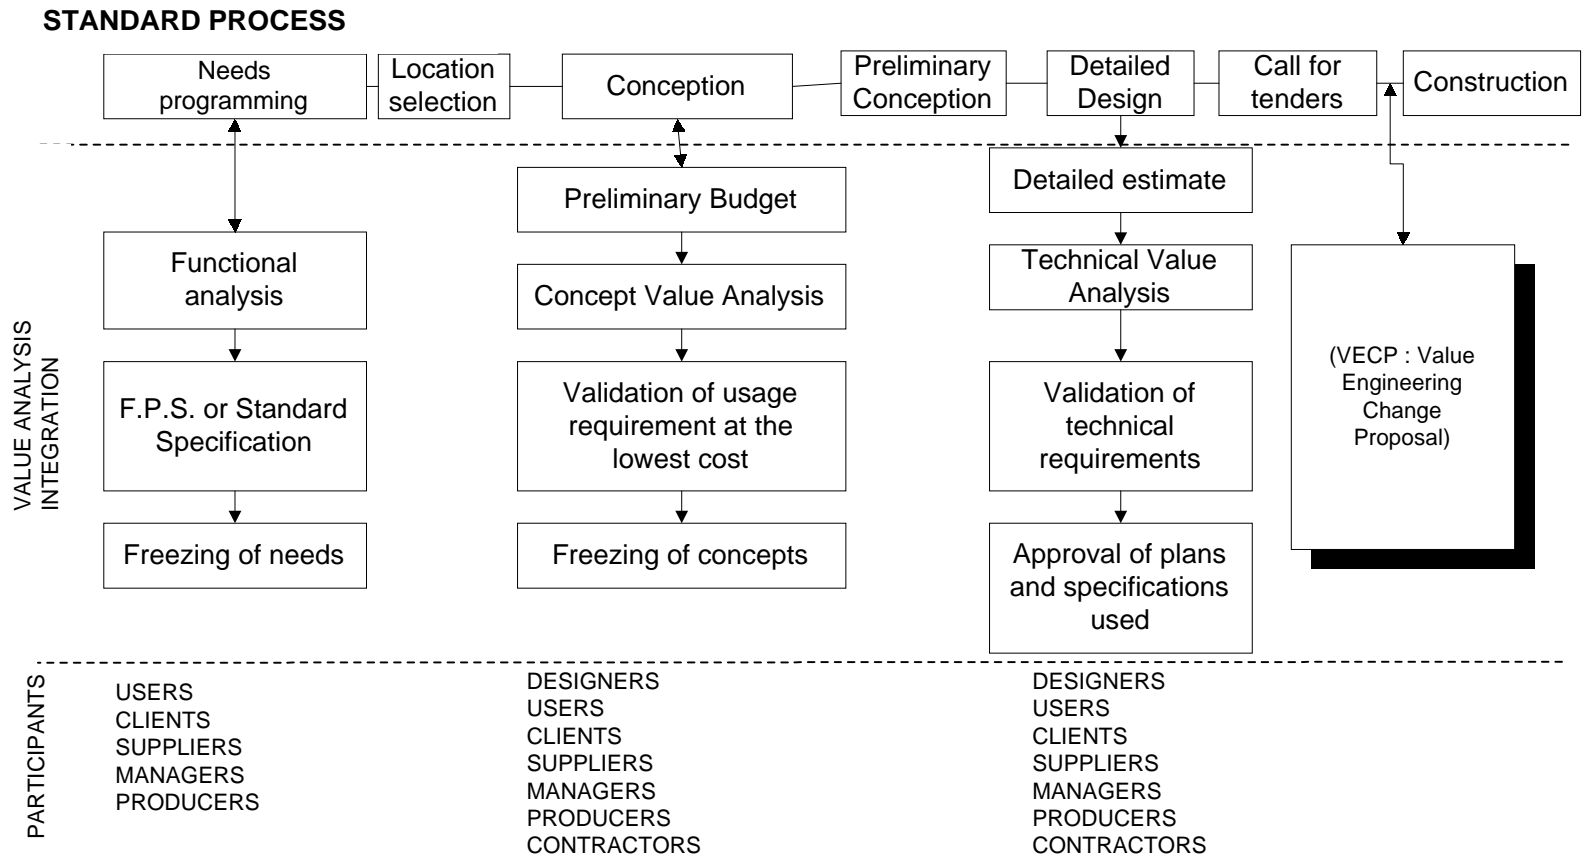 STANDARD PROCESS
Needs
programming
Location
selection
Conception
Preliminary
Conception
Detailed
Design
Call for
tenders
Construction
VALUE ANALYSIS
INTEGRATION
Functional
analysis
F.P.S. or Standard
Specification
Freezing of needs
Preliminary Budget
Concept Value Analysis
Validation of usage
requirement at the
lowest cost
Freezing of concepts
Detailed estimate
Technical Value
Analysis
Validation of
technical
requirements
Approval of plans
and specifications
used
(VECP : Value
Engineering
Change
Proposal)
PARTICIPANTS
USERS
CLIENTS
SUPPLIERS
MANAGERS
PRODUCERS
DESIGNERS
USERS
CLIENTS
SUPPLIERS
MANAGERS
PRODUCERS
CONTRACTORS
DESIGNERS
USERS
CLIENTS
SUPPLIERS
MANAGERS
PRODUCERS
CONTRACTORS